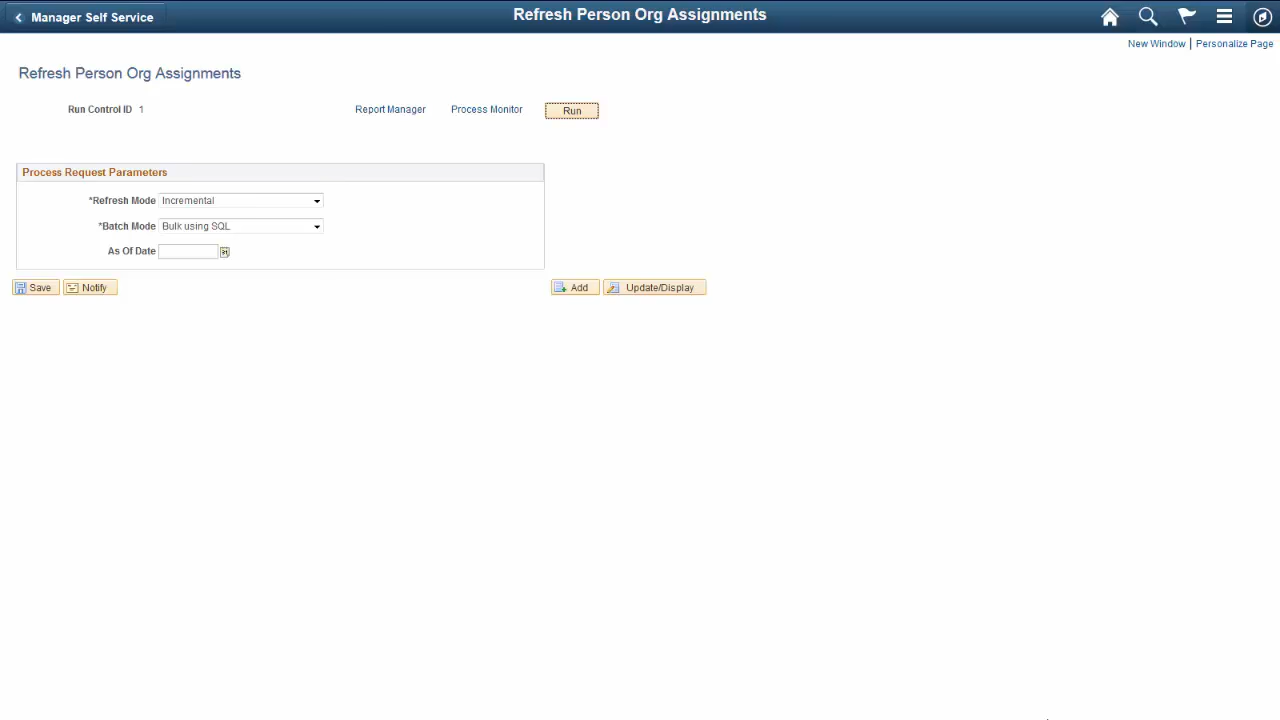 Manager Self Service
Refresh Person Org Assignments
New Window | Personalize Page
Refresh Person Org Assignments
Run Control ID 1 Report Manager Process Monitor Run
Process Request Parameters
*Refresh Mode Incremental
*Batch Mode Bulk using SQL
As Of Date
Save Notify Add Update/Display